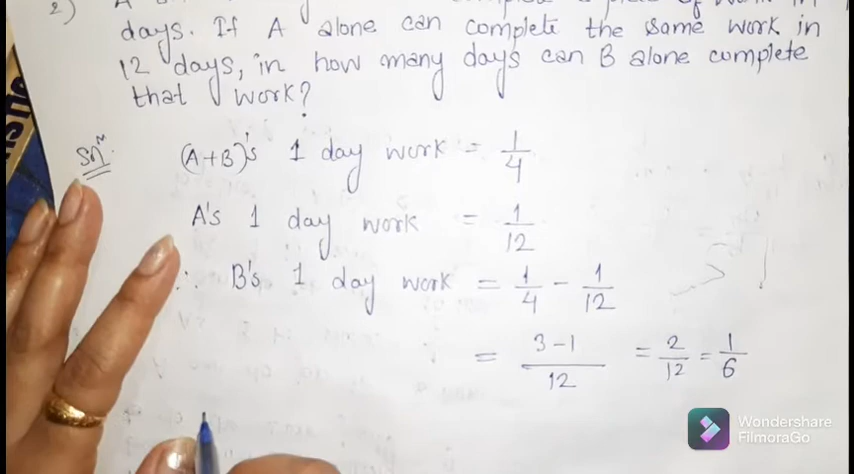 2) A
days. If A alone can complete the same work in
12 days, in how many days can B alone complete
that work?
Solⁿ
(A+B)'s 1 day work = 1/4
A's 1 day work = 1/12
∴ B's 1 day work = 1/4 - 1/12
= 3-1/12 = 2/12 = 1/6
Wondershare
FilmoraGo